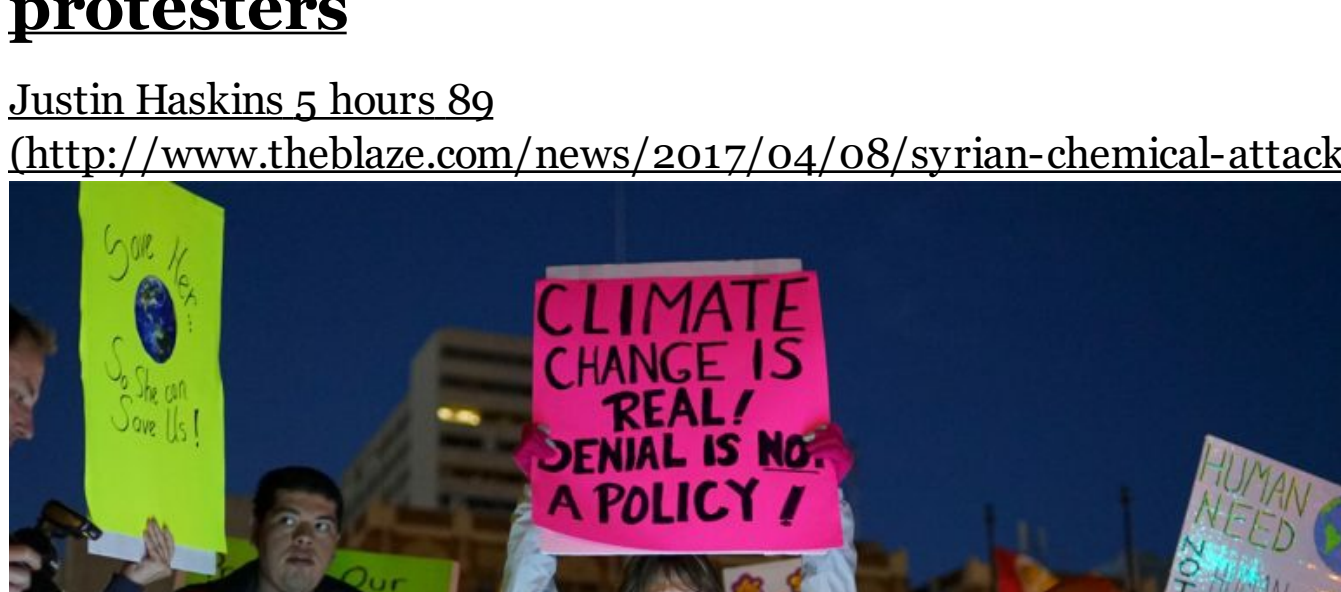 protesters
Justin Haskins 5 hours 89
(http://www.theblaze.com/news/2017/04/08/syrian-chemical-attack
Save Her...
So She can
Save Us!
CLIMATE
CHANGE IS
REAL!
DENIAL IS NO
A POLICY!
Our
HUMAN
NEED